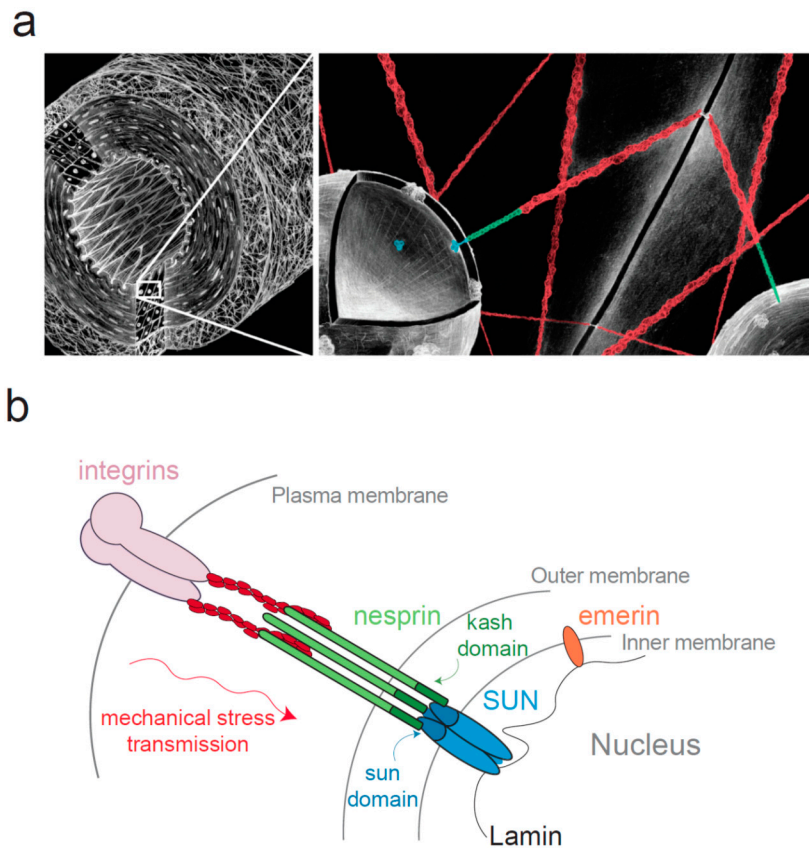 a
b
integrins
Plasma membrane
Outer membrane
nesprin
emerin
kash
domain
Inner membrane
SUN
mechanical stress
transmission
Nucleus
sun
domain
Lamin